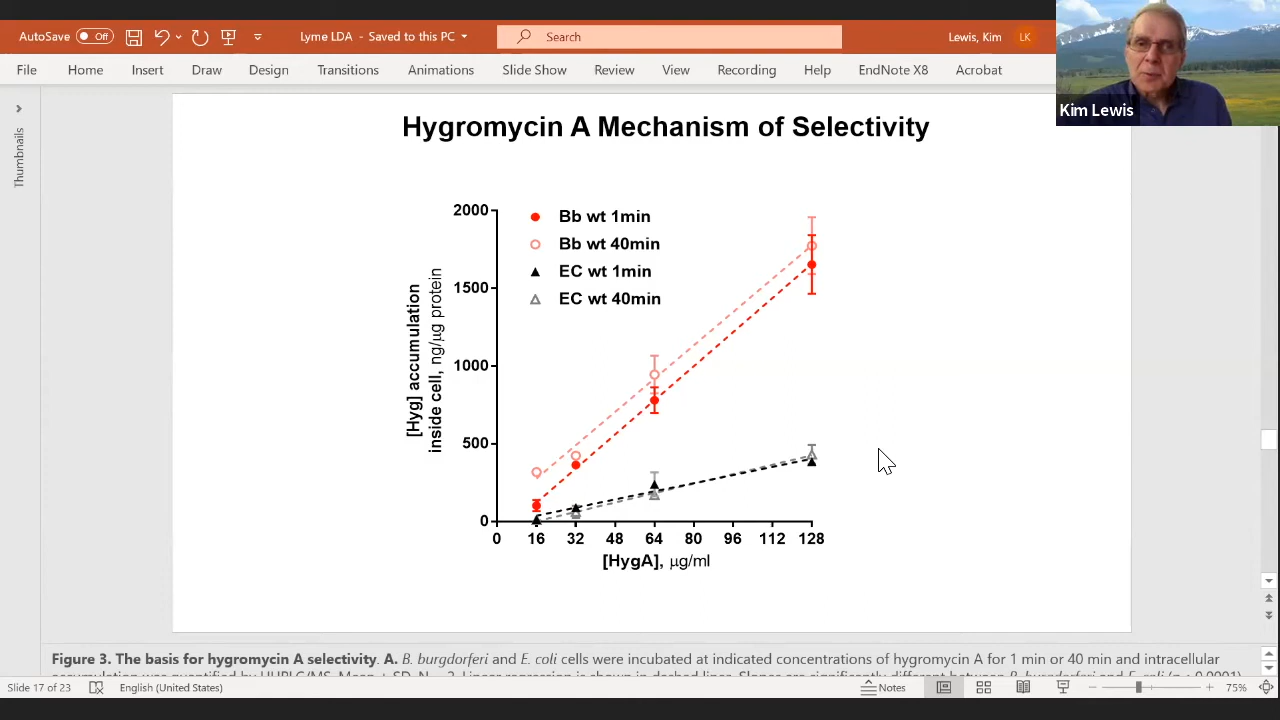 AutoSave Off
Lyme LDA - Saved to this PC
Search
Lewis, Kim
LK
File Home Insert Draw Design Transitions Animations Slide Show Review View Recording Help EndNote X8 Acrobat
Kim Lewis
Thumbnails
Hygromycin A Mechanism of Selectivity
Bb wt 1min
Bb wt 40min
EC wt 1min
EC wt 40min
[Hyg] accumulation
inside cell, ng/μg protein
2000
1500
1000
500
0
0 16 32 48 64 80 96 112 128
[HygA], μg/ml
Figure 3. The basis for hygromycin A selectivity. A. B. burgdorferi and E. coli cells were incubated at indicated concentrations of hygromycin A for 1 min or 40 min and intracellular
Slide 17 of 23 English (United States) Notes 75%